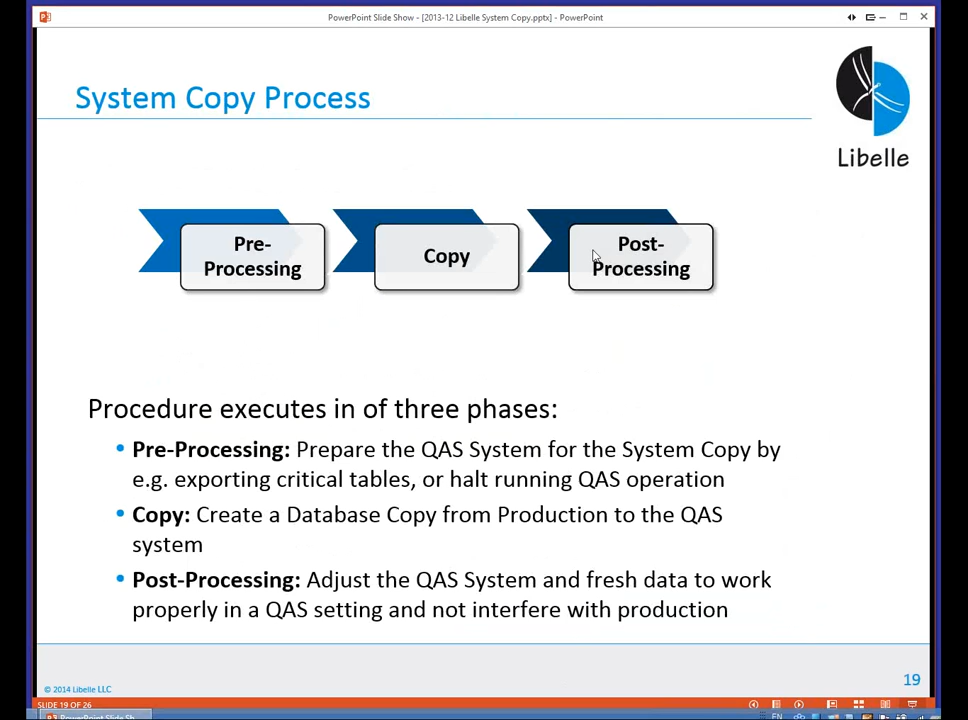 PowerPoint Slide Show - [2013-12 Libelle System Copy.pptx] - PowerPoint
System Copy Process
Libelle
Pre-
Processing
Copy
Post-
Processing
Procedure executes in of three phases:
• Pre-Processing: Prepare the QAS System for the System Copy by
e.g. exporting critical tables, or halt running QAS operation
• Copy: Create a Database Copy from Production to the QAS
system
• Post-Processing: Adjust the QAS System and fresh data to work
properly in a QAS setting and not interfere with production
© 2014 Libelle LLC
19
SLIDE 19 OF 26
PowerPoint Slide Sh...
EN